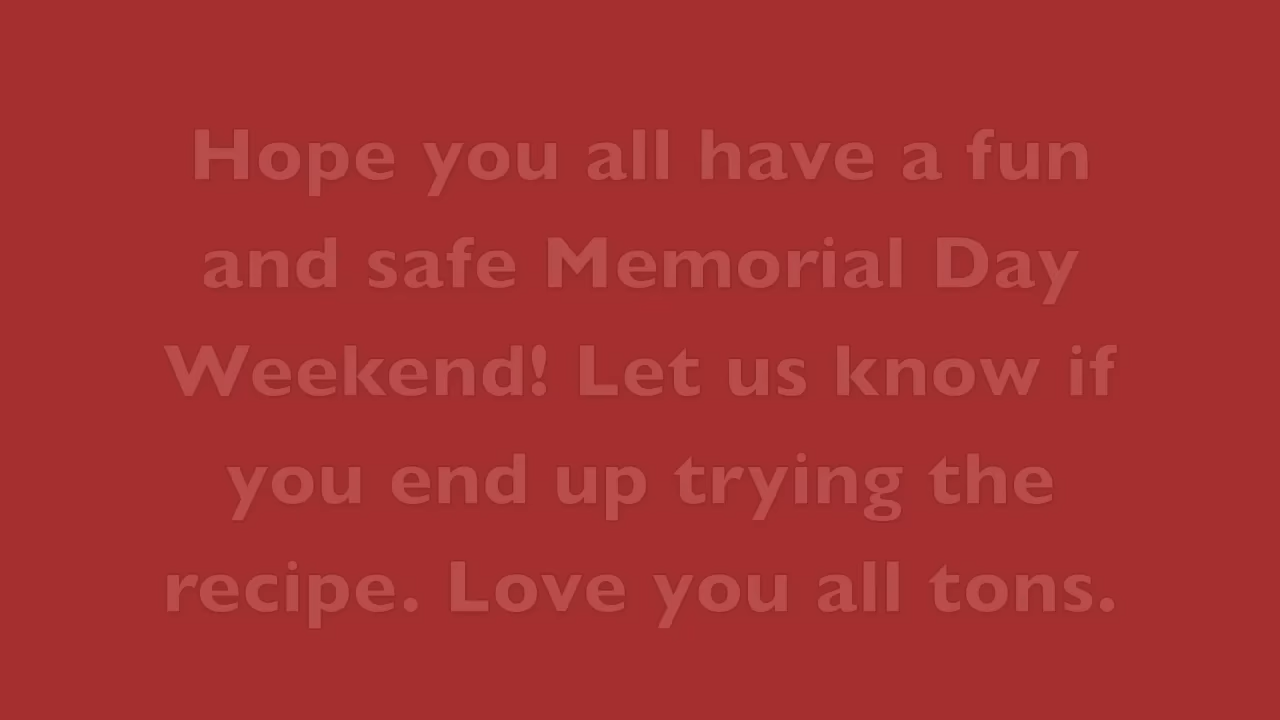 Hope you all have a fun
and safe Memorial Day
Weekend! Let us know if
you end up trying the
recipe. Love you all tons.